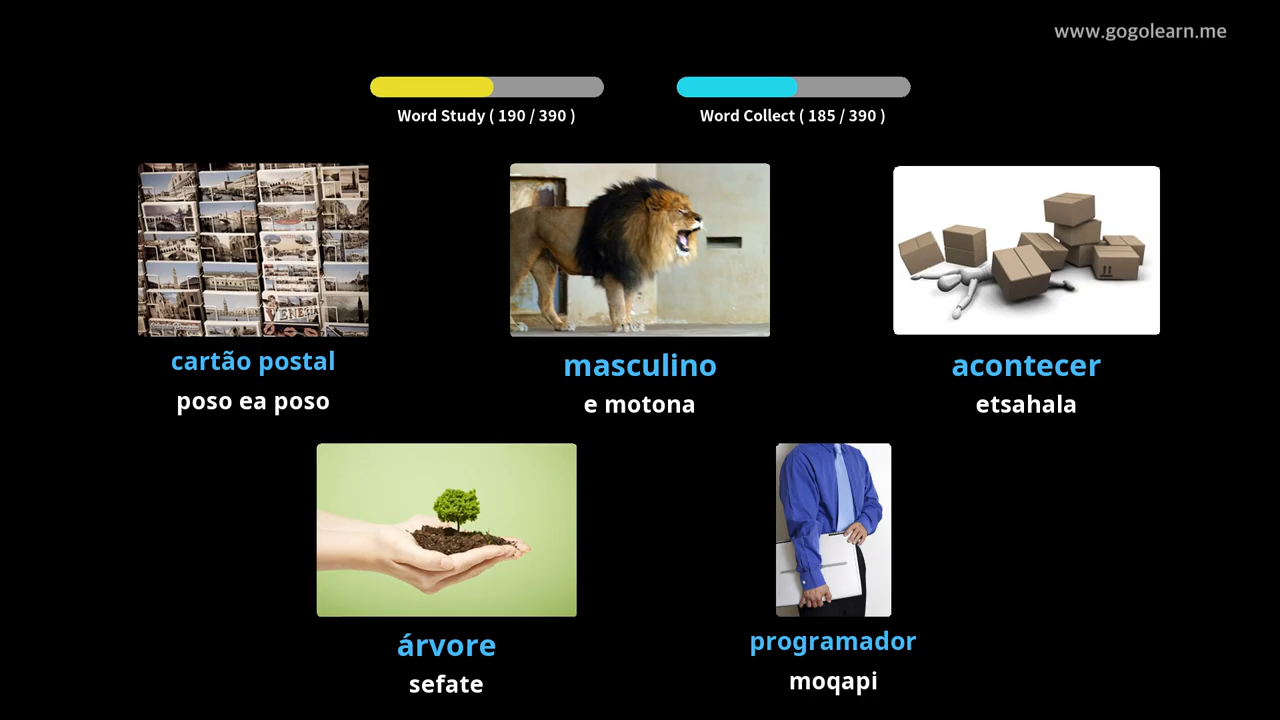 www.gogolearn.me
Word Study ( 190 / 390 )
Word Collect ( 185 / 390 )
cartão postal
poso ea poso
masculino
e motona
acontecer
etsahala
árvore
sefate
programador
moqapi